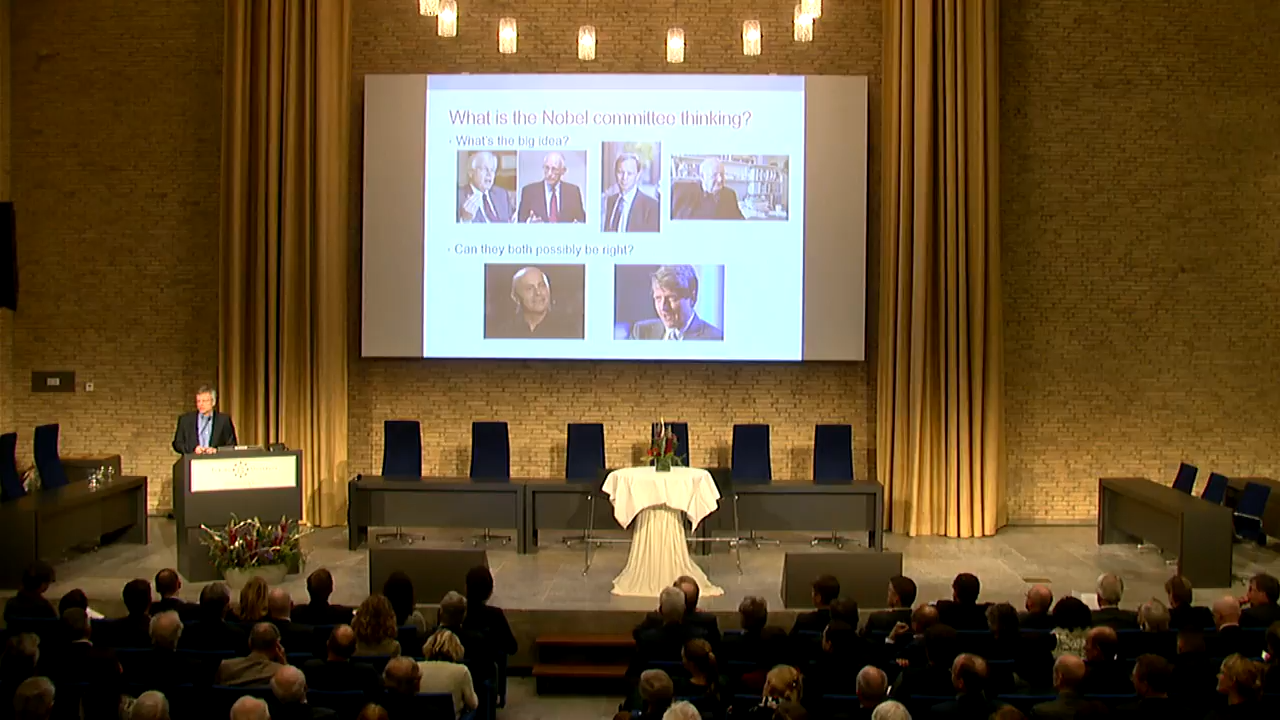 What is the Nobel committee thinking?
- What's the big idea?
- Can they both possibly be right?